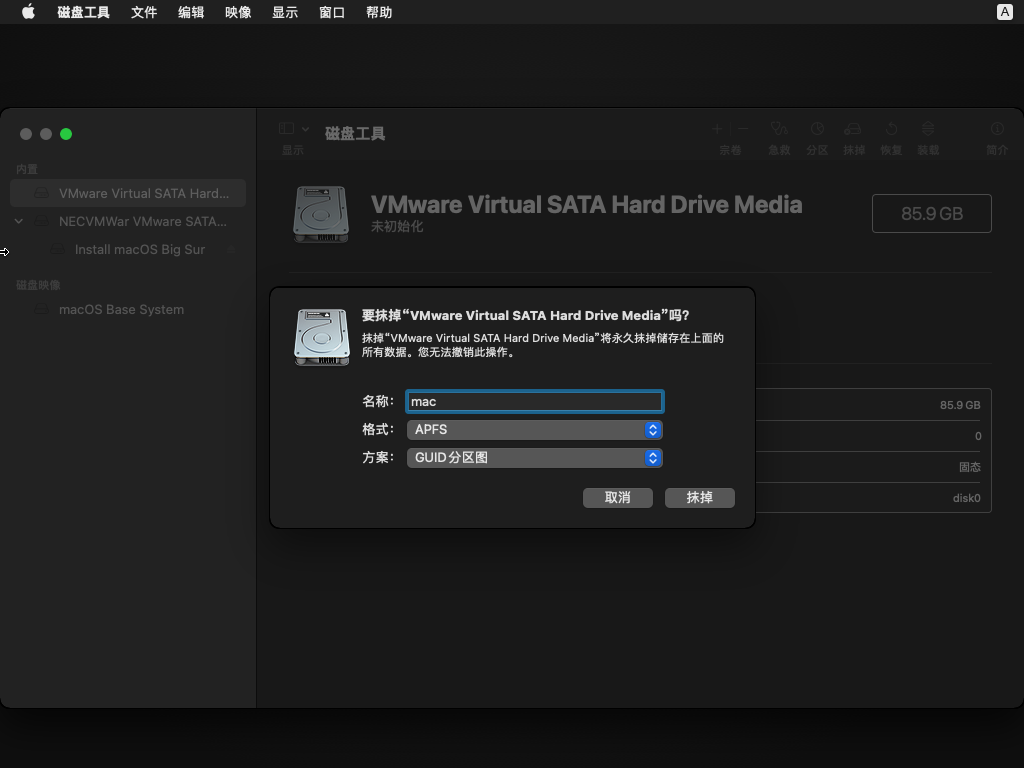 磁盘工具 文件 编辑 映像 显示 窗口 帮助 A
磁盘工具
显示 宗卷 急救 分区 抹掉 恢复 装载 简介
内置
VMware Virtual SATA Hard...
NECVMWar VMware SATA...
Install macOS Big Sur
磁盘映像
macOS Base System
VMware Virtual SATA Hard Drive Media
未初始化
85.9 GB
要抹掉“VMware Virtual SATA Hard Drive Media”吗?
抹掉“VMware Virtual SATA Hard Drive Media”将永久抹掉储存在上面的
所有数据。您无法撤销此操作。
名称: mac
格式: APFS
方案: GUID分区图
取消 抹掉
85.9 GB
0
固态
disk0